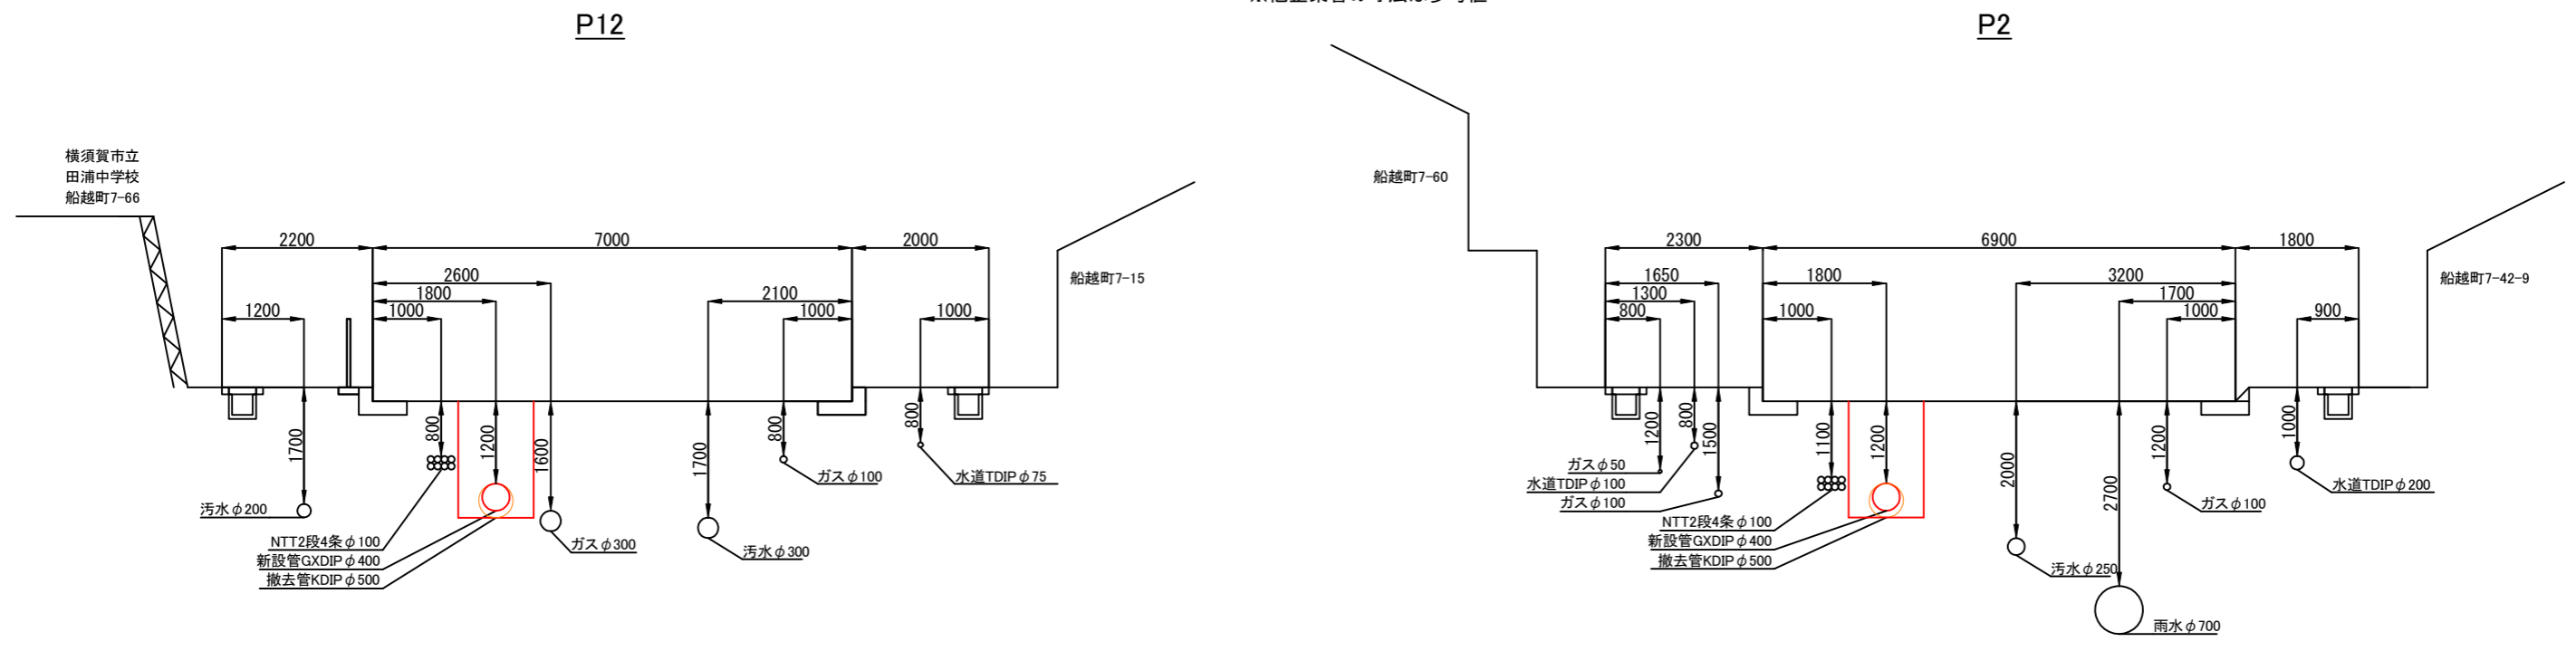 P12
横須賀市立
田浦中学校
船越町7-66
2200
7000
2000
2600
1800
2100
1200
1000
1000
1000
船越町7-15
1700
800
1200
1600
1700
800
800
汚水φ200
NTT2段4条φ100
新設管GXDIPφ400
撤去管KDIPφ500
ガスφ300
汚水φ300
ガスφ100
水道TDIPφ75
P2
船越町7-60
2300
6900
1800
1650
1800
3200
1300
1700
800
1000
1000
900
船越町7-42-9
1200
800
1500
1100
1200
2000
2700
1200
1000
ガスφ50
水道TDIPφ100
ガスφ100
NTT2段4条φ100
新設管GXDIPφ400
撤去管KDIPφ500
汚水φ250
雨水φ700
ガスφ100
水道TDIPφ200